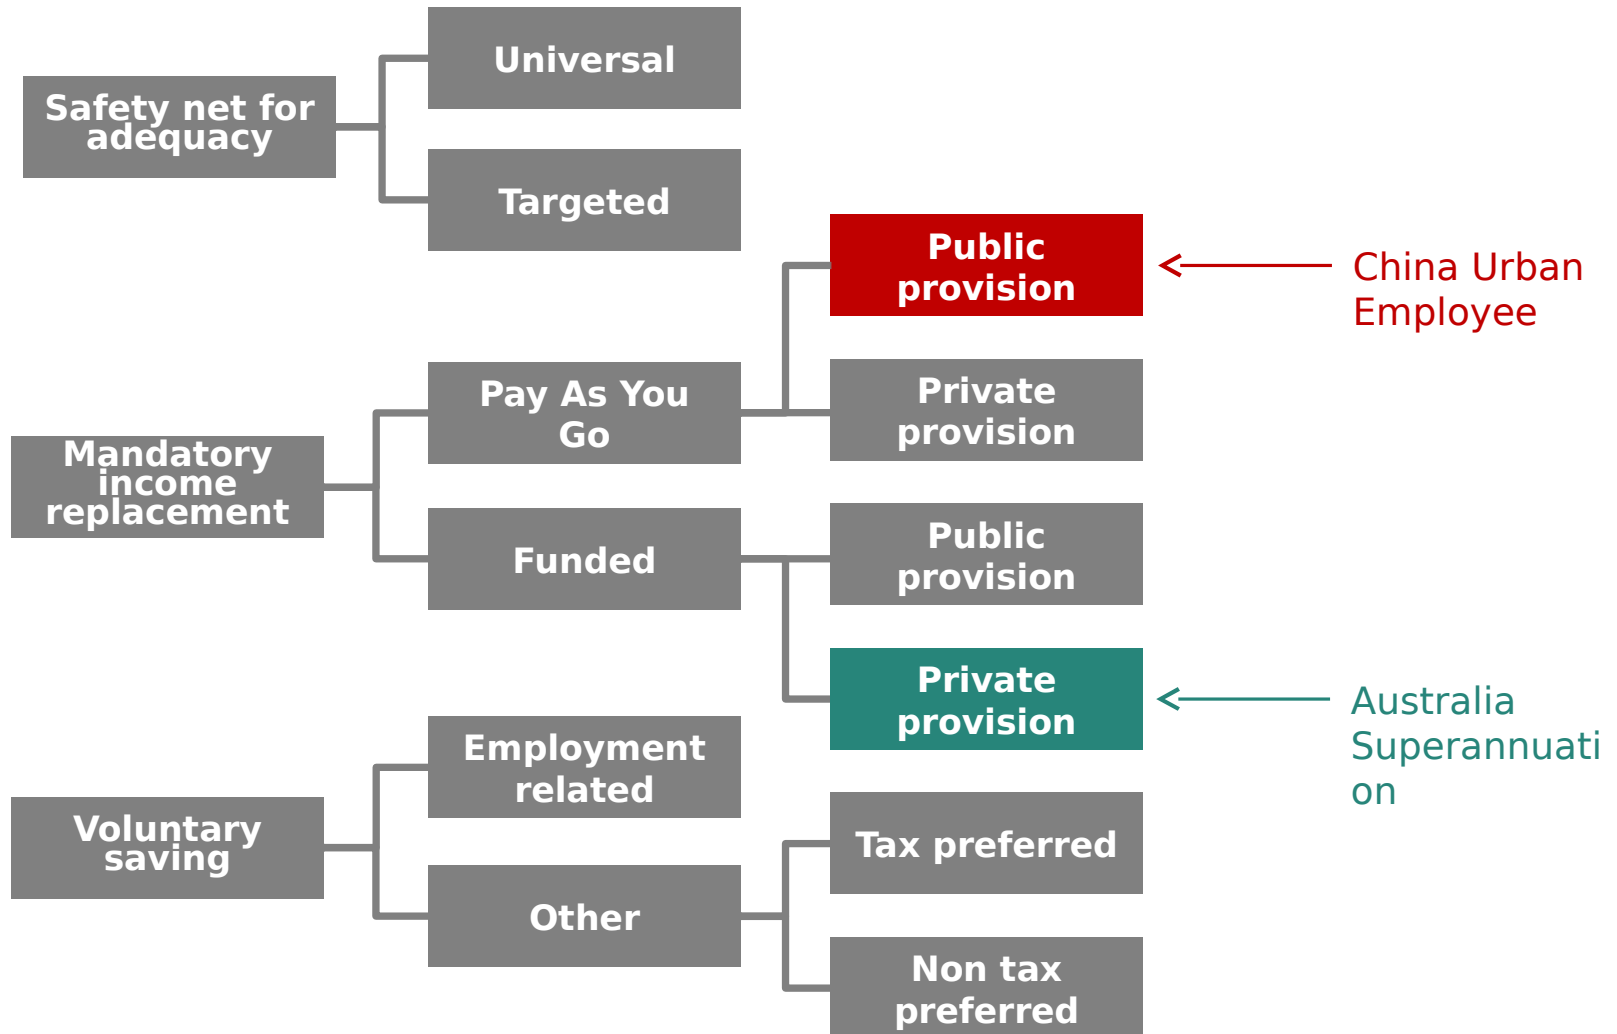 Universal
Safety net for
adequacy
Targeted
Public
provision
China Urban
Employee
Pay As You
Go
Private
provision
Mandatory
income
replacement
Funded
Public
provision
Private
provision
Australia
Superannuati
on
Employment
related
Voluntary
saving
Tax preferred
Other
Non tax
preferred